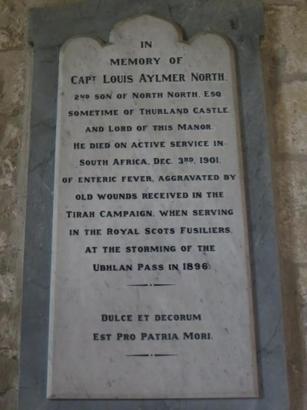 IN
MEMORY OF
CAPT LOUIS AYLMER NORTH,
2ND SON OF NORTH NORTH, ESQ
SOMETIME OF THURLAND CASTLE,
AND LORD OF THIS MANOR.
HE DIED ON ACTIVE SERVICE IN
SOUTH AFRICA, DEC. 3RD, 1901,
OF ENTERIC FEVER, AGGRAVATED BY
OLD WOUNDS RECEIVED IN THE
TIRAH CAMPAIGN, WHEN SERVING
IN THE ROYAL SCOTS FUSILIERS,
AT THE STORMING OF THE
UBHLAN PASS IN 1896.
DULCE ET DECORUM
EST PRO PATRIA MORI.